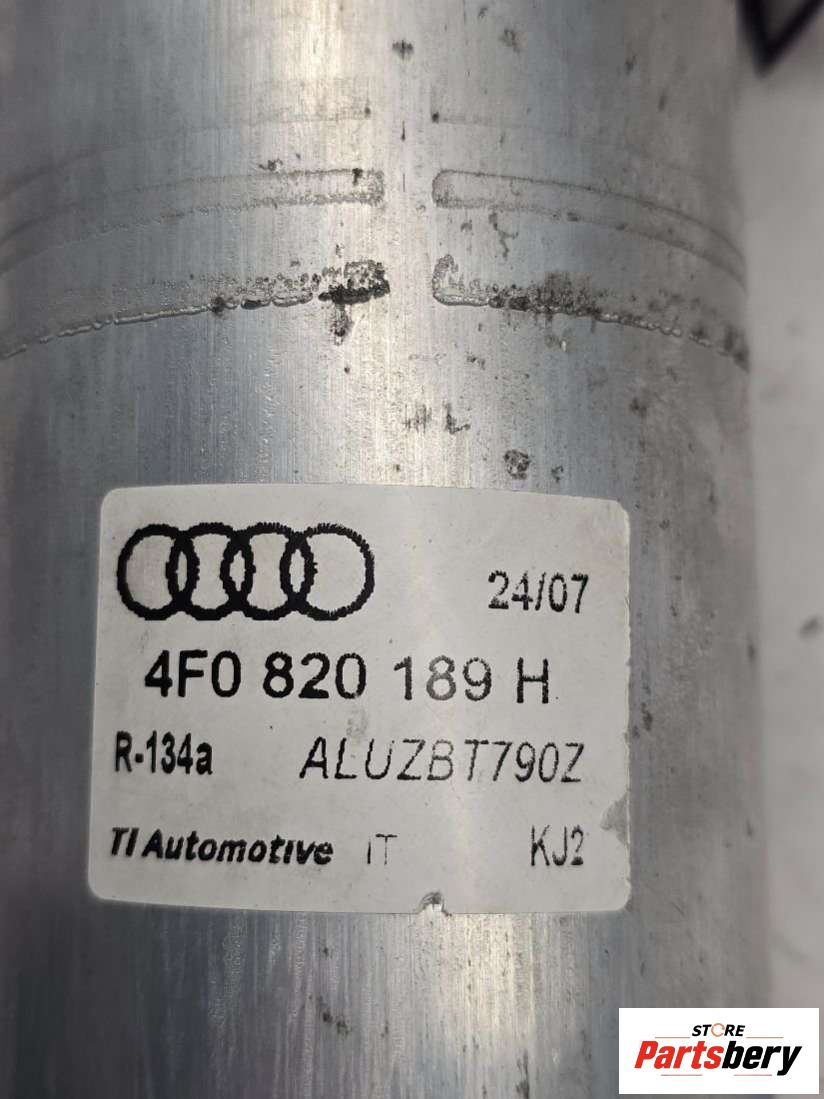 24/07
4F0 820 189 H
R-134a ALUZBT790Z
TI Automotive IT KJ2
STORE
Partsbery